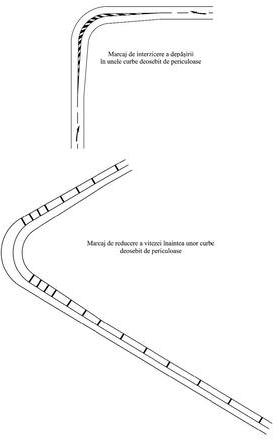 Marcaj de interzicere a depășirii
în unele curbe deosebit de periculoase
Marcaj de reducere a vitezei înaintea unor curbe
deosebit de periculoase